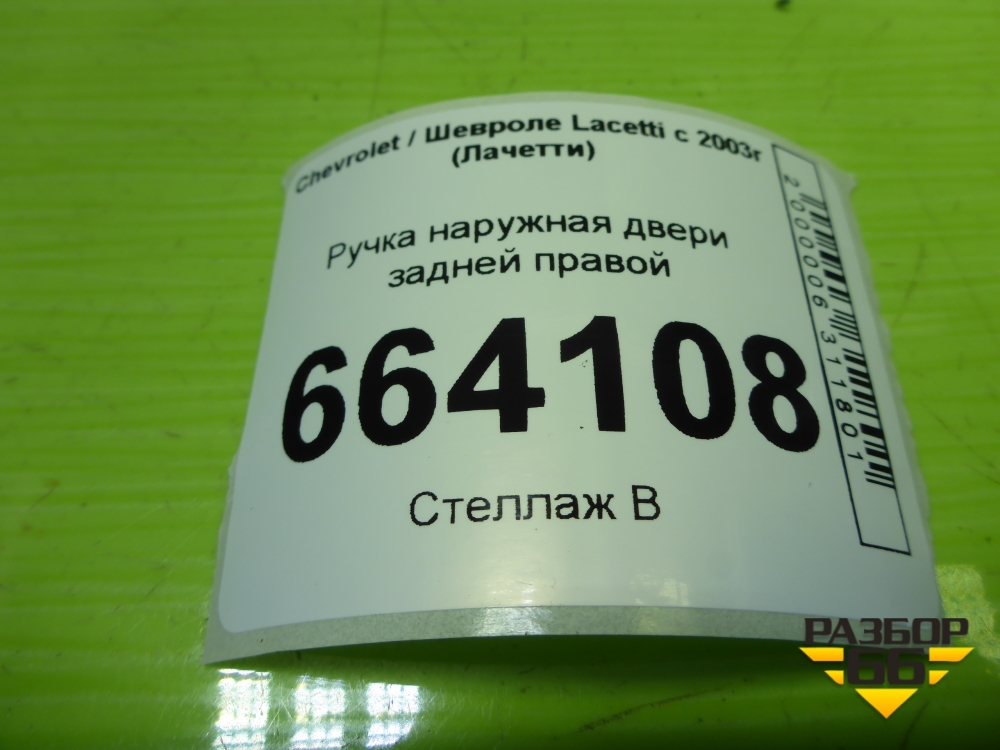 Chevrolet / Шевроле Lacetti с 2003г
(Лачетти)
Ручка наружная двери
задней правой
664108
Стеллаж В
2000006311801
РАЗБОР
66